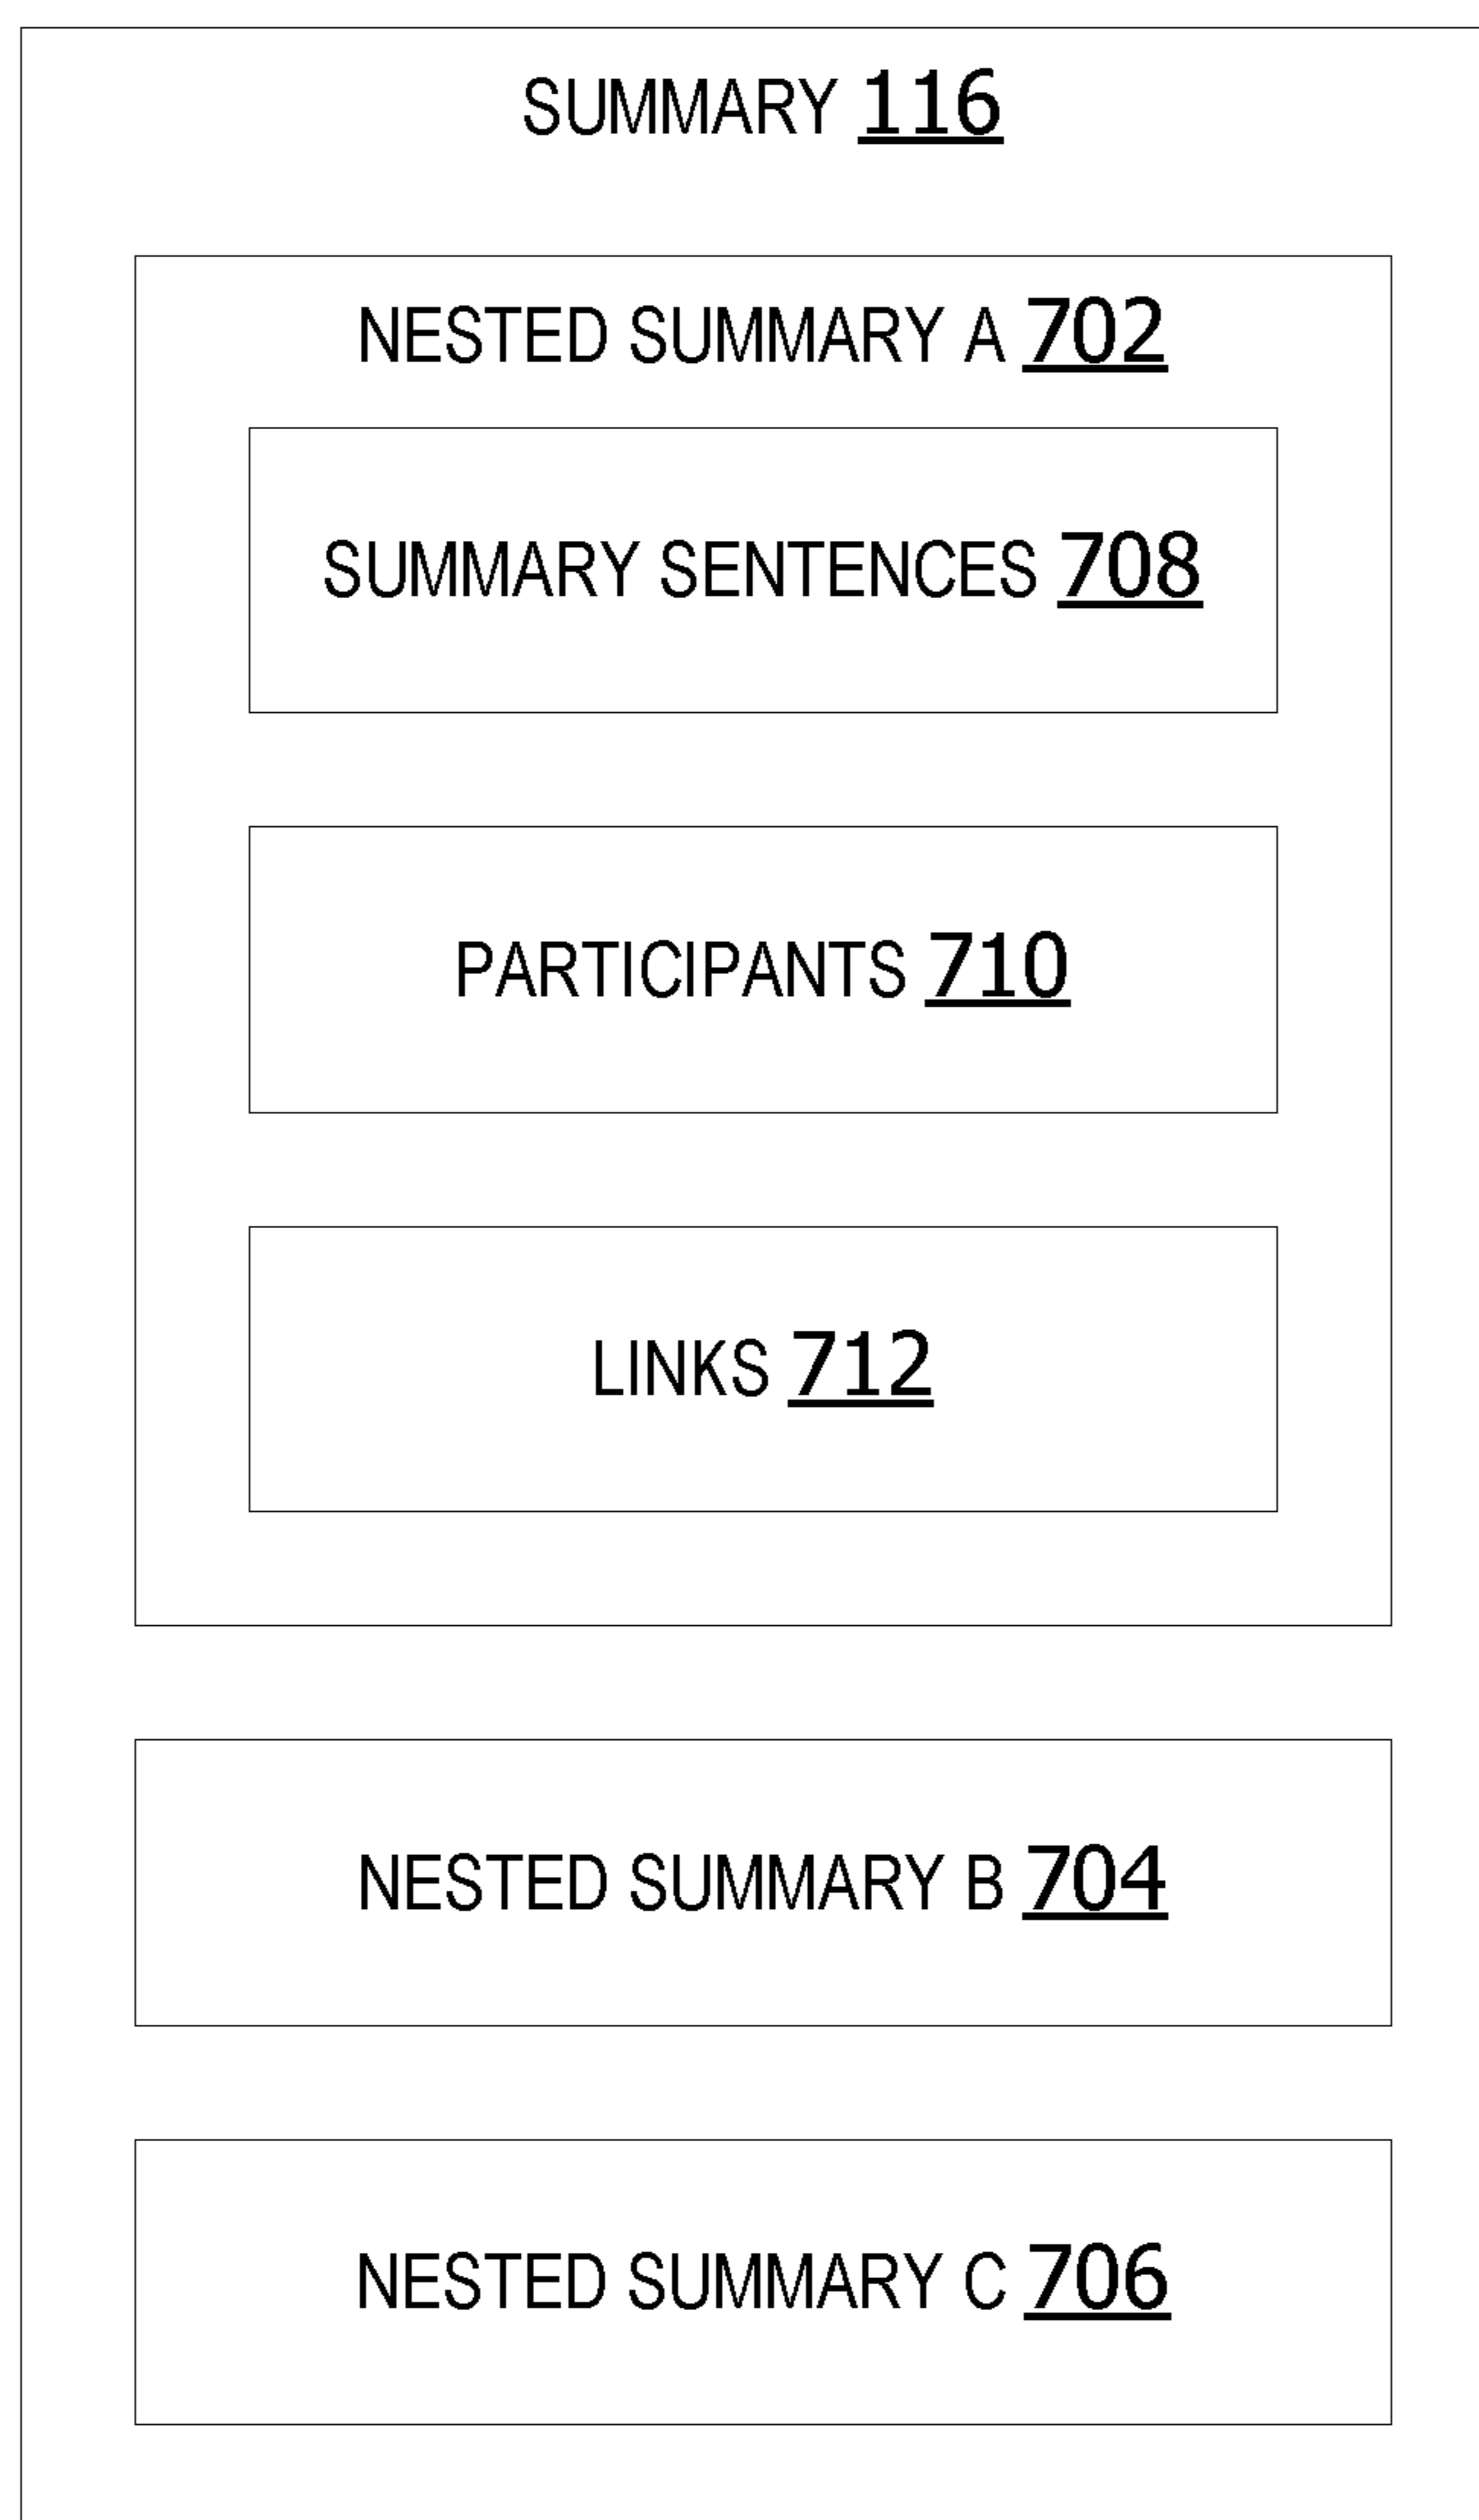 SUMMARY 116
NESTED SUMMARY A 702
SUMMARY SENTENCES 708
PARTICIPANTS 710
LINKS 712
NESTED SUMMARY B 704
NESTED SUMMARY C 706